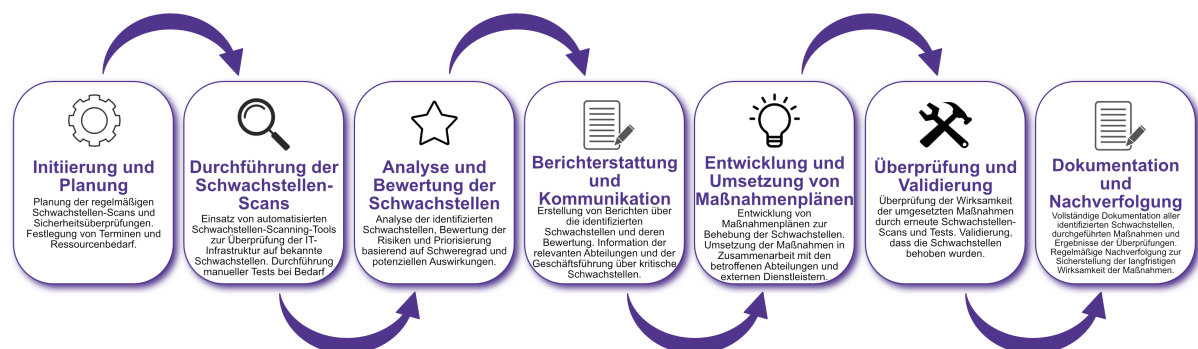 Initiierung und
Planung
Planung der regelmäßigen
Schwachstellen-Scans und
Sicherheitsüberprüfungen.
Festlegung von Terminen und
Ressourcenbedarf.
Durchführung der
Schwachstellen-
Scans
Einsatz von automatisierten
Schwachstellen-Scanning-Tools
zur Überprüfung der IT-
Infrastruktur auf bekannte
Schwachstellen. Durchführung
manueller Tests bei Bedarf
Analyse und
Bewertung der
Schwachstellen
Analyse der identifizierten
Schwachstellen, Bewertung der
Risiken und Priorisierung
basierend auf Schweregrad und
potenziellen Auswirkungen.
Berichterstattung
und
Kommunikation
Erstellung von Berichten über
die identifizierten
Schwachstellen und deren
Bewertung. Information der
relevanten Abteilungen und der
Geschäftsführung über kritische
Schwachstellen.
Entwicklung und
Umsetzung von
Maßnahmenplänen
Entwicklung von
Maßnahmenplänen zur
Behebung der Schwachstellen.
Umsetzung der Maßnahmen in
Zusammenarbeit mit den
betroffenen Abteilungen und
externen Dienstleistern.
Überprüfung und
Validierung
Überprüfung der Wirksamkeit
der umgesetzten Maßnahmen
durch erneute Schwachstellen-
Scans und Tests. Validierung,
dass die Schwachstellen
behoben wurden.
Dokumentation
und
Nachverfolgung
Vollständige Dokumentation aller
identifizierten Schwachstellen,
durchgeführten Maßnahmen und
Ergebnisse der Überprüfungen.
Regelmäßige Nachverfolgung zur
Sicherstellung der langfristigen
Wirksamkeit der Maßnahmen.